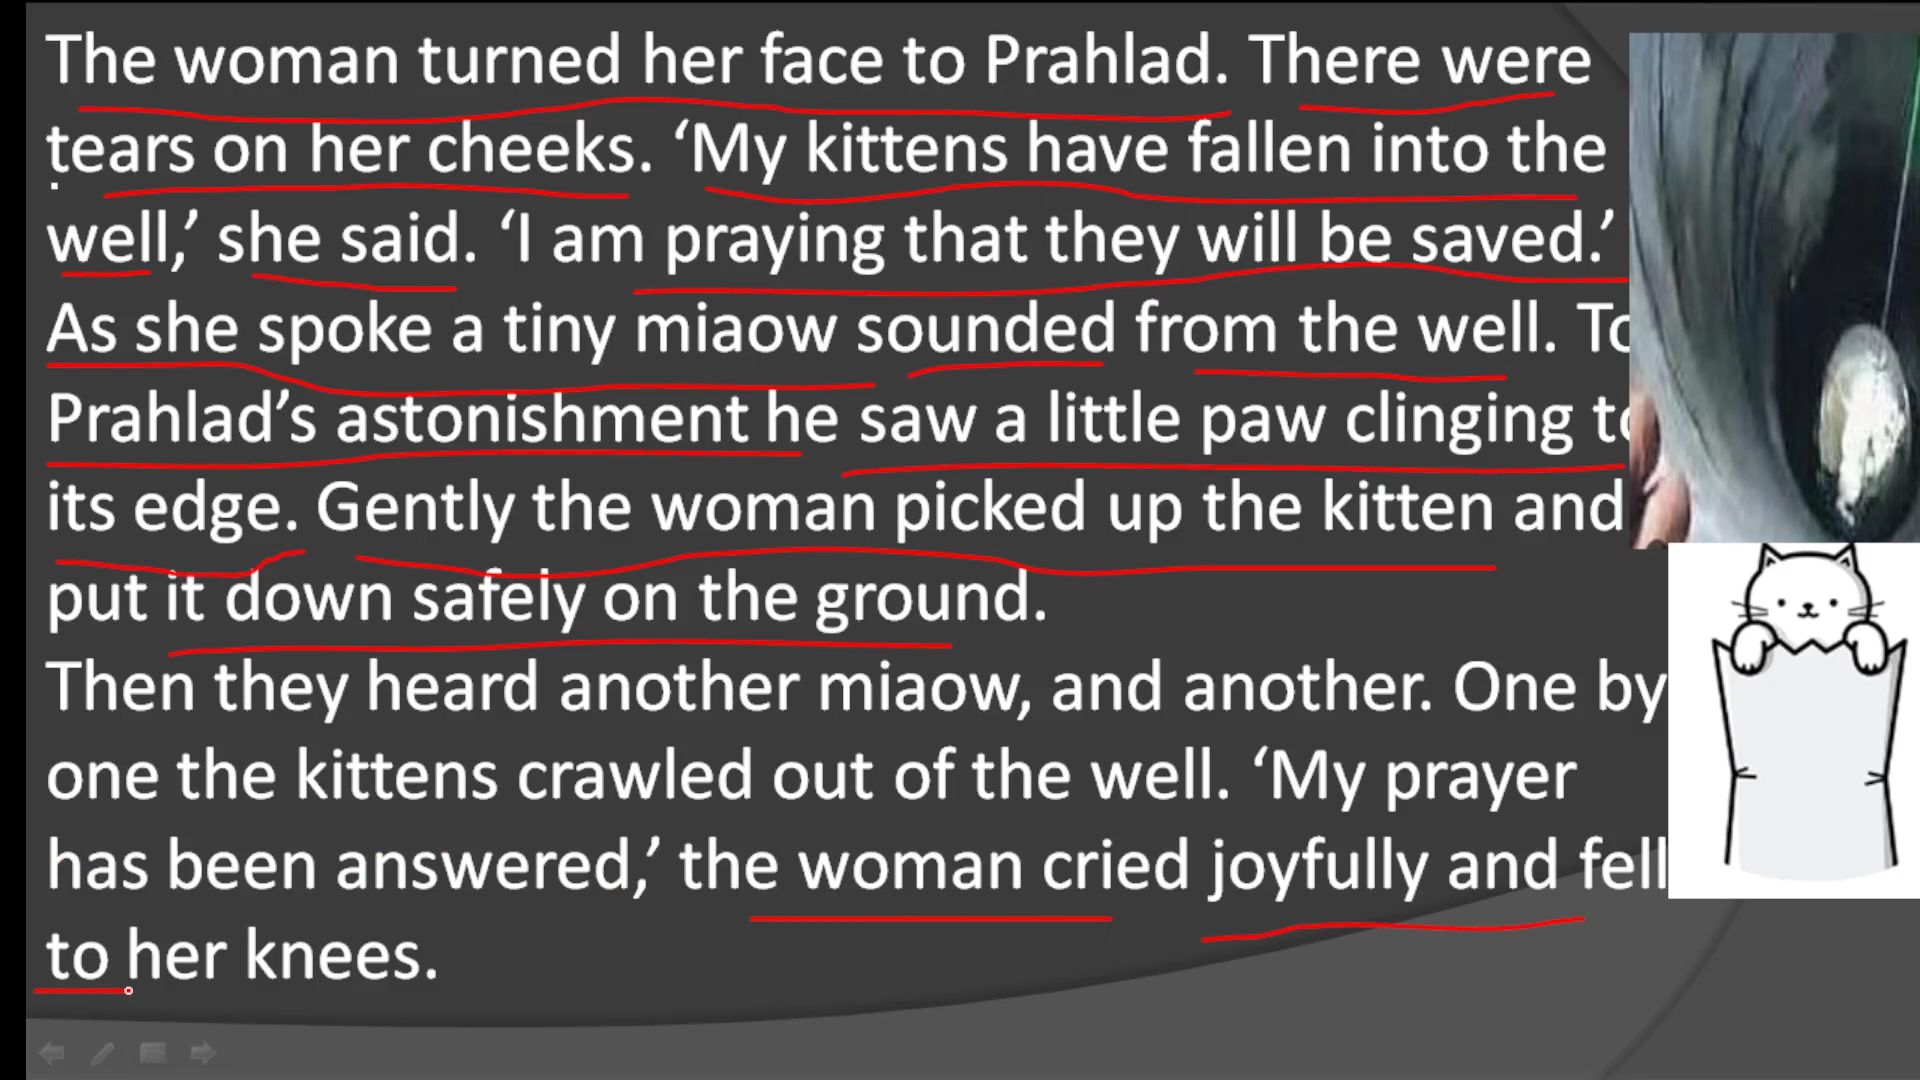 The woman turned her face to Prahlad. There were
tears on her cheeks. ‘My kittens have fallen into the
well,’ she said. ‘I am praying that they will be saved.’
As she spoke a tiny miaow sounded from the well. To
Prahlad’s astonishment he saw a little paw clinging to
its edge. Gently the woman picked up the kitten and
put it down safely on the ground.
Then they heard another miaow, and another. One by
one the kittens crawled out of the well. ‘My prayer
has been answered,’ the woman cried joyfully and fell
to her knees.